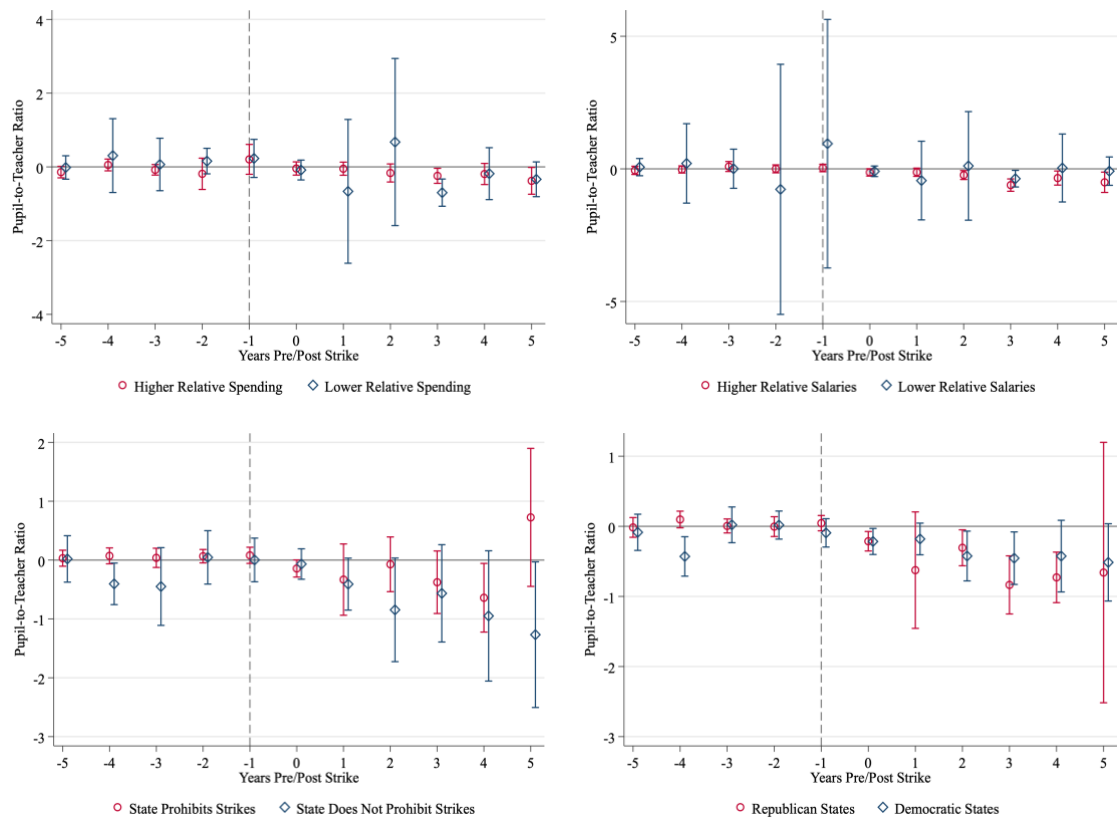 Pupil-to-Teacher Ratio
4
2
0
-2
-4
-5 -4 -3 -2 -1 0 1 2 3 4 5
Years Pre/Post Strike
Higher Relative Spending Lower Relative Spending
Pupil-to-Teacher Ratio
5
0
-5
-5 -4 -3 -2 -1 0 1 2 3 4 5
Years Pre/Post Strike
Higher Relative Salaries Lower Relative Salaries
Pupil-to-Teacher Ratio
2
1
0
-1
-2
-3
-5 -4 -3 -2 -1 0 1 2 3 4 5
Years Pre/Post Strike
State Prohibits Strikes State Does Not Prohibit Strikes
Pupil-to-Teacher Ratio
1
0
-1
-2
-3
-5 -4 -3 -2 -1 0 1 2 3 4 5
Years Pre/Post Strike
Republican States Democratic States